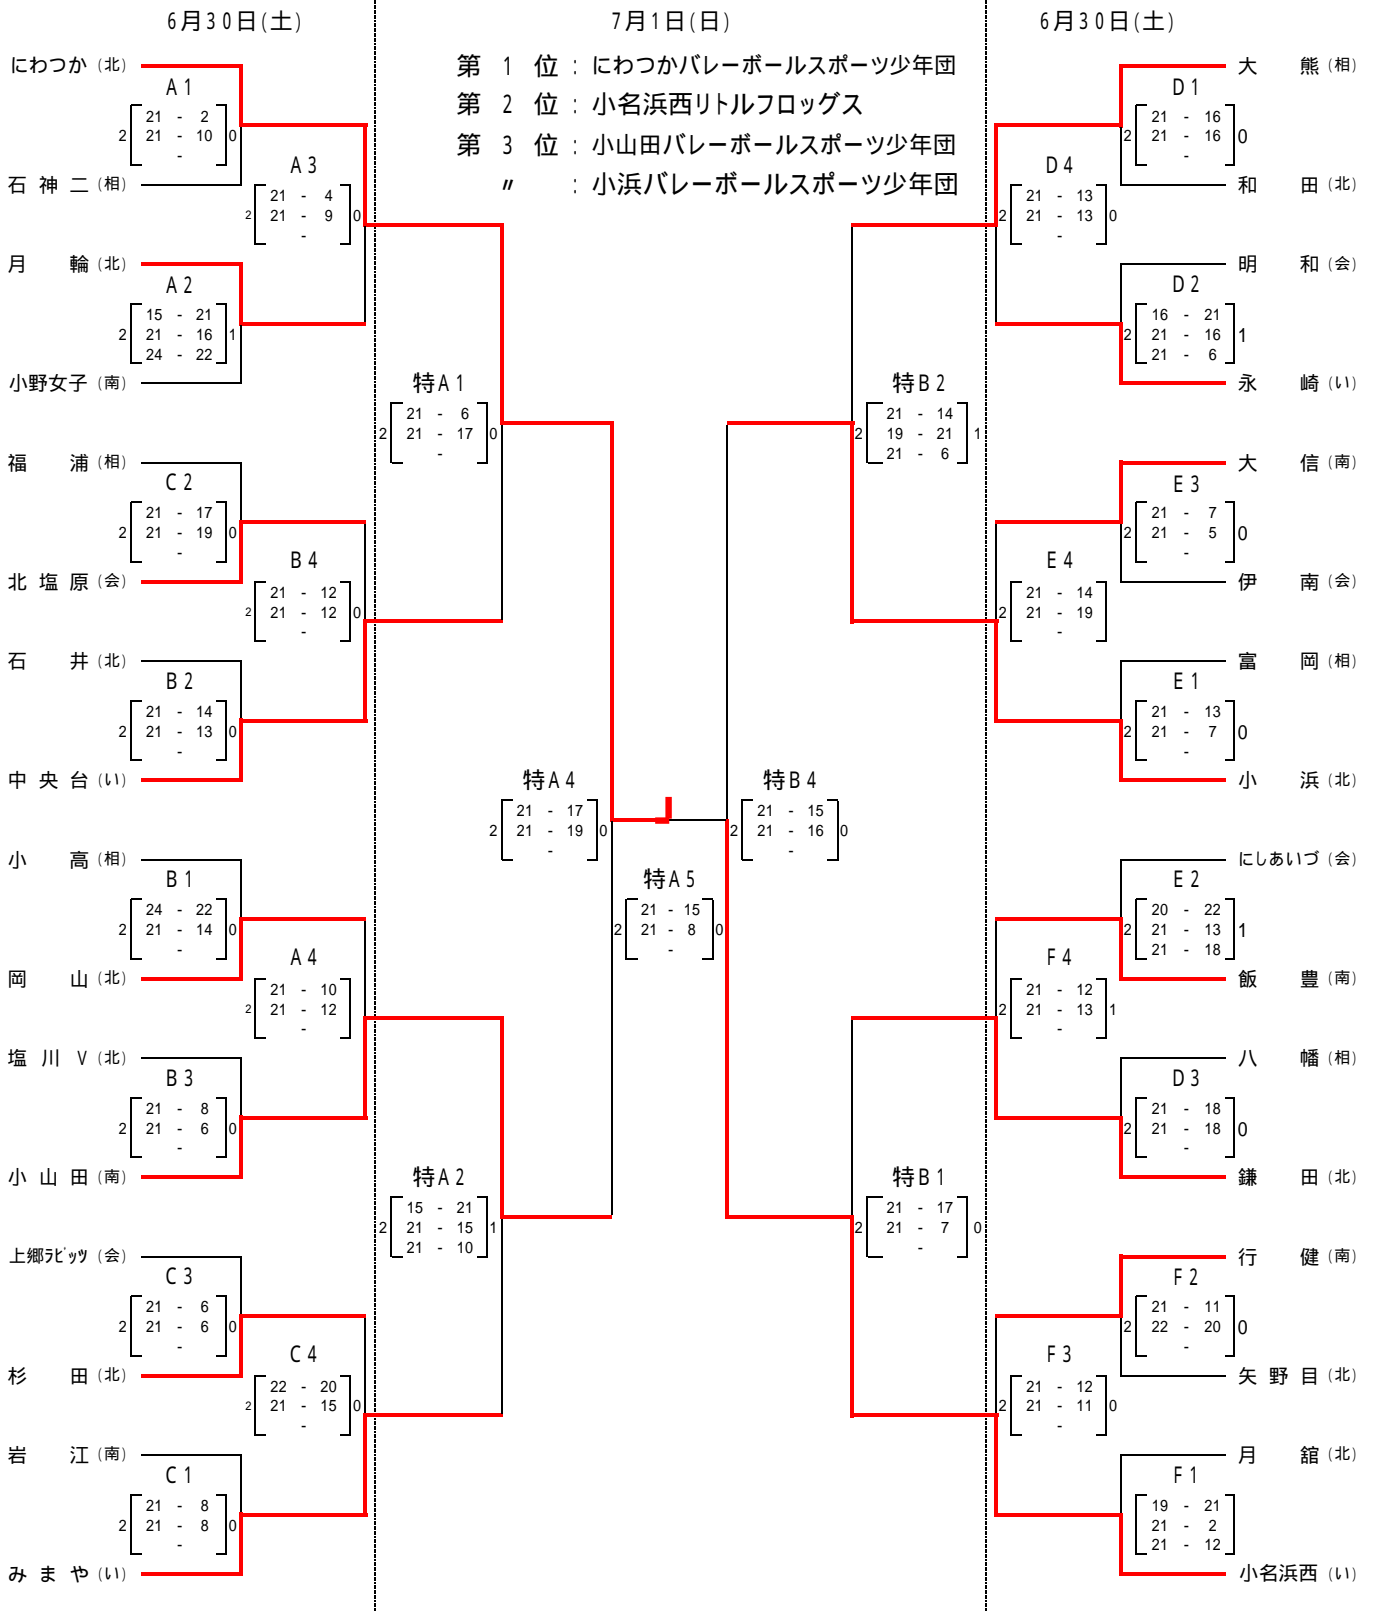 6月30日(土)
7月1日(日)
6月30日(土)
第 1 位 : にわつかバレーボールスポーツ少年団
第 2 位 : 小名浜西リトルフロッグス
第 3 位 : 小山田バレーボールスポーツ少年団
〃 : 小浜バレーボールスポーツ少年団
にわつか (北)
A1
21 - 2
2 21 - 10 0
-
石神二 (相)
A3
21 - 4
2 21 - 9 0
-
月 輪 (北)
A2
15 - 21
2 21 - 16 1
24 - 22
小野女子 (南)
特A1
21 - 6
2 21 - 17 0
-
福 浦 (相)
C2
21 - 17
2 21 - 19 0
-
北塩原 (会)
B4
21 - 12
2 21 - 12 0
-
石 井 (北)
B2
21 - 14
2 21 - 13 0
-
中央台 (い)
特A4
21 - 17
2 21 - 19 0
-
小 高 (相)
B1
24 - 22
2 21 - 14 0
-
岡 山 (北)
A4
21 - 10
2 21 - 12
-
塩川V (北)
B3
21 - 8
2 21 - 6 0
-
小山田 (南)
特A2
15 - 21
2 21 - 15 1
21 - 10
上郷ラビッツ (会)
C3
21 - 6
2 21 - 6 0
-
杉 田 (北)
C4
22 - 20
2 21 - 15 0
-
岩 江 (南)
C1
21 - 8
2 21 - 8 0
-
みまや (い)
特A5
21 - 15
2 21 - 8 0
-
大 熊 (相)
D1
21 - 16
2 21 - 16 0
-
和 田 (北)
D4
21 - 13
2 21 - 13 0
-
明 和 (会)
D2
16 - 21
2 21 - 16 1
21 - 6
永 崎 (い)
特B2
21 - 14
2 19 - 21 1
21 - 6
大 信 (南)
E3
21 - 7
2 21 - 5 0
-
伊 南 (会)
E4
21 - 14
2 21 - 19
-
富 岡 (相)
E1
21 - 13
2 21 - 7 0
-
小 浜 (北)
特B4
21 - 15
2 21 - 16 0
-
にしあいづ (会)
E2
20 - 22
2 21 - 13 1
21 - 18
飯 豊 (南)
F4
21 - 12
2 21 - 13 1
-
八 幡 (相)
D3
21 - 18
2 21 - 18 0
-
鎌 田 (北)
特B1
21 - 17
2 21 - 7 0
-
行 健 (南)
F2
21 - 11
2 22 - 20 0
-
矢野目 (北)
F3
21 - 12
2 21 - 11 0
-
月 舘 (北)
F1
19 - 21
21 - 2
21 - 12
小名浜西 (い)